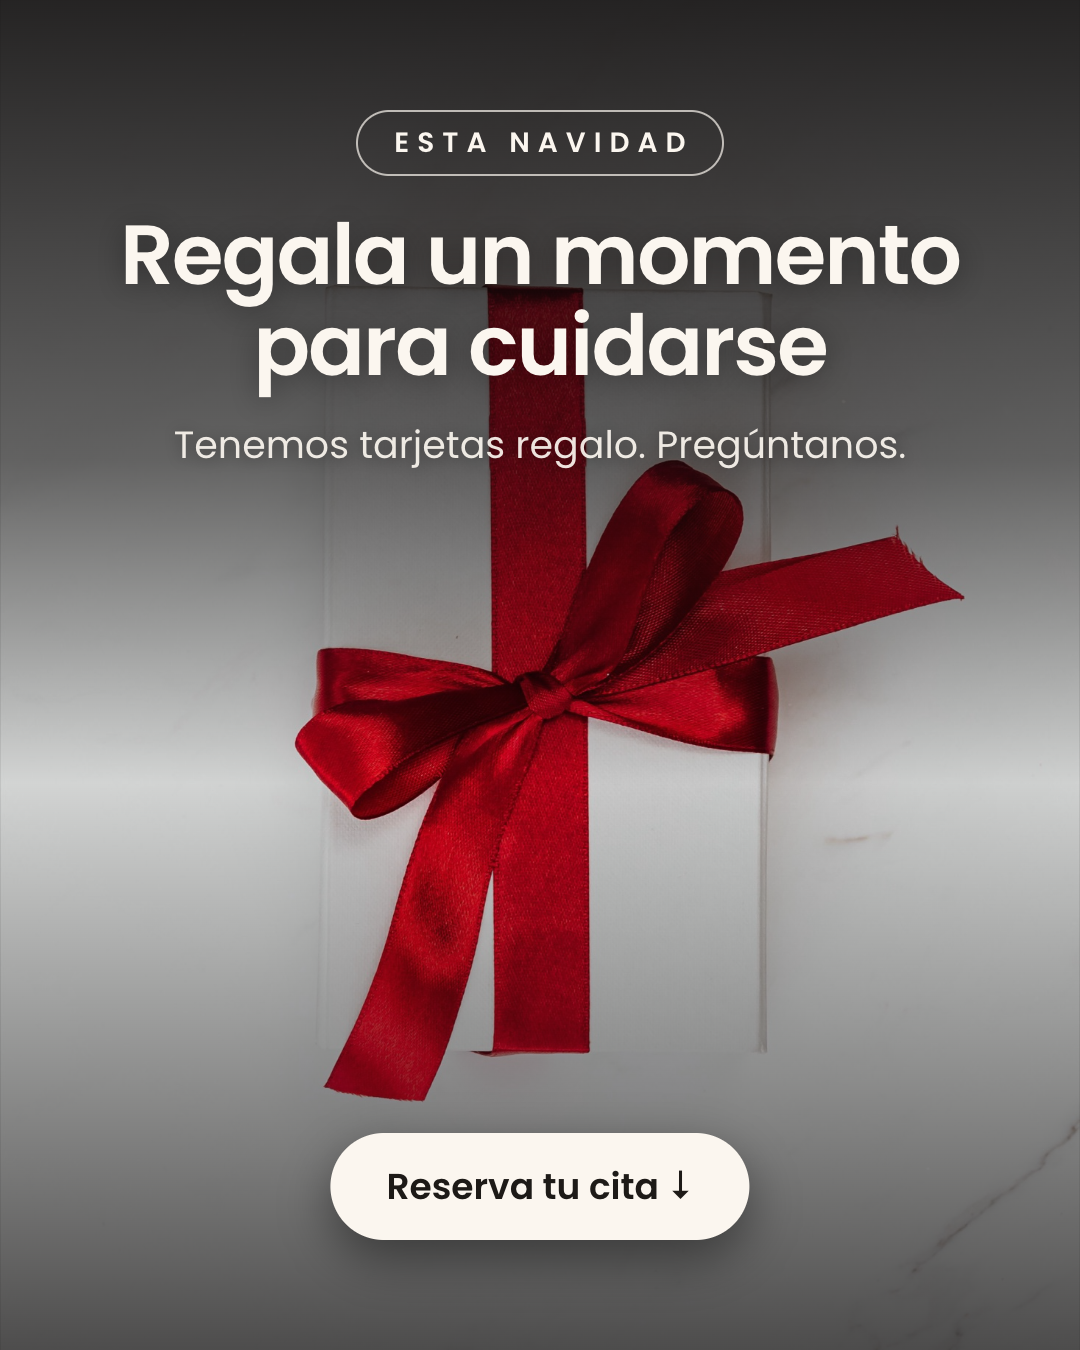 ESTA NAVIDAD
Regala un momento
para cuidarse
Tenemos tarjetas regalo. Pregúntanos.
Reserva tu cita ↓